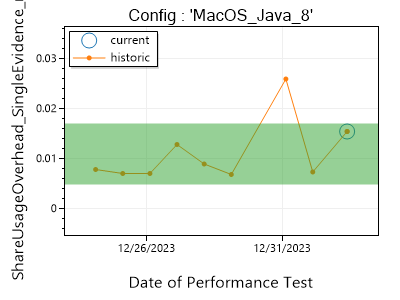 Config : 'MacOS_Java_8'
current
historic
0.03
0.02
0.01
0
12/26/2023
12/31/2023
Date of Performance Test
ShareUsageOverhead_SingleEvidence_